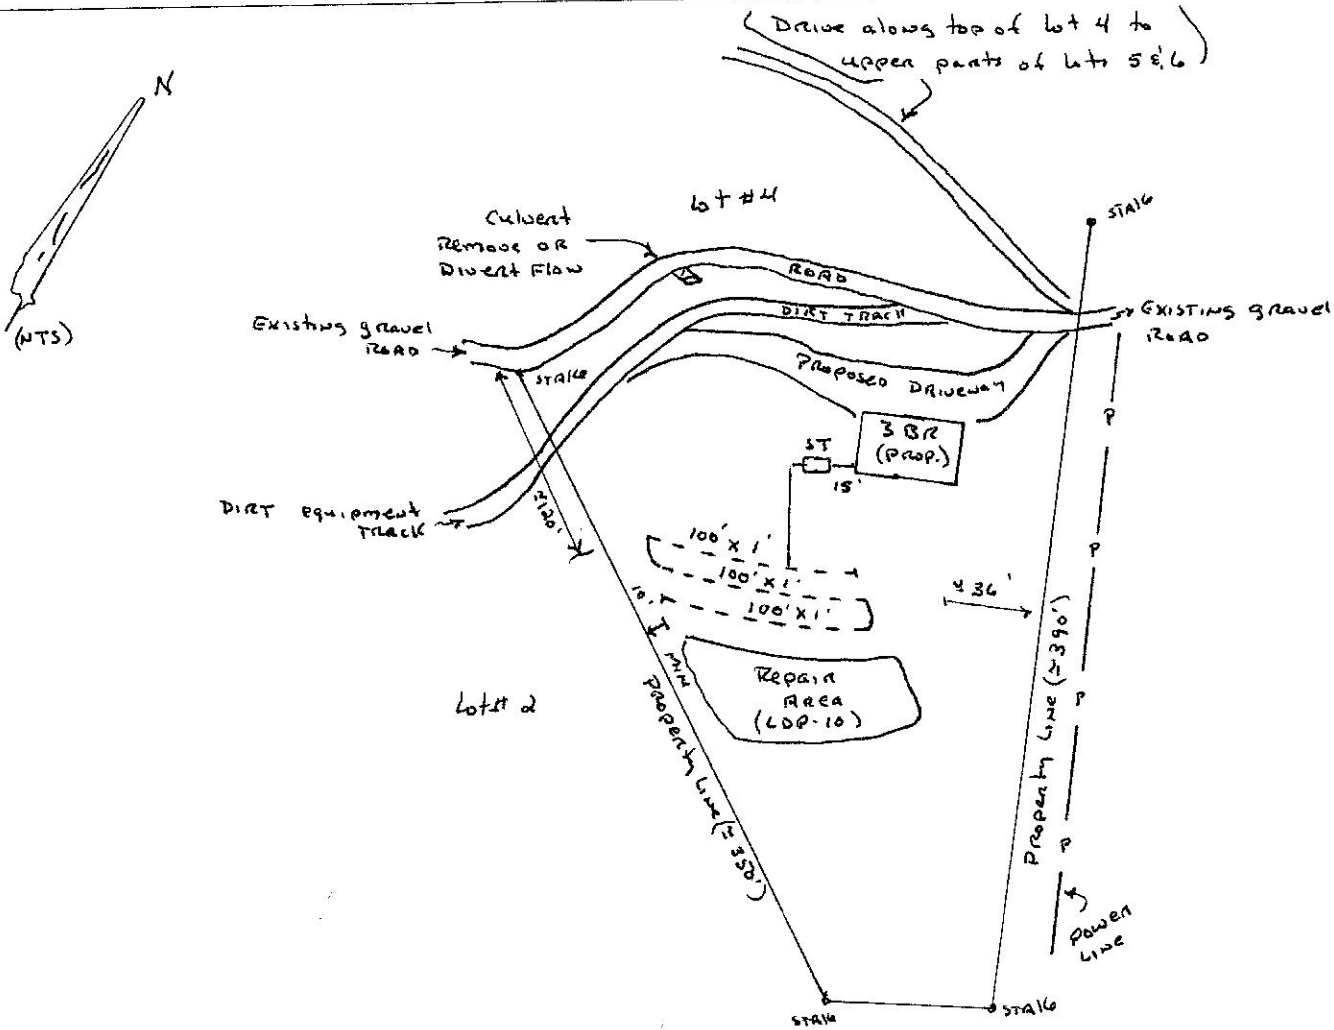 (Drive along top of Lot 4 to
upper parts of Lots 5 & 6)
N
(NTS)
Lot #4
STAKE
Culvert
Remove OR
Divert Flow
ROAD
DIRT TRACK
Existing gravel
ROAD
Existing gravel
ROAD
STAKE
Proposed Driveway
3 BR
(PROP.)
ST
15'
P
DIRT equipment
TRACK
≈120'
P
100' x 1'
100' x 1'
100' x 1'
10'
MIN
≈36'
Repair
AREA
(LDP-10)
Lot# 2
Property Line (≈350')
Property Line (≈390')
P
P
Power
Line
STAKE
STAKE